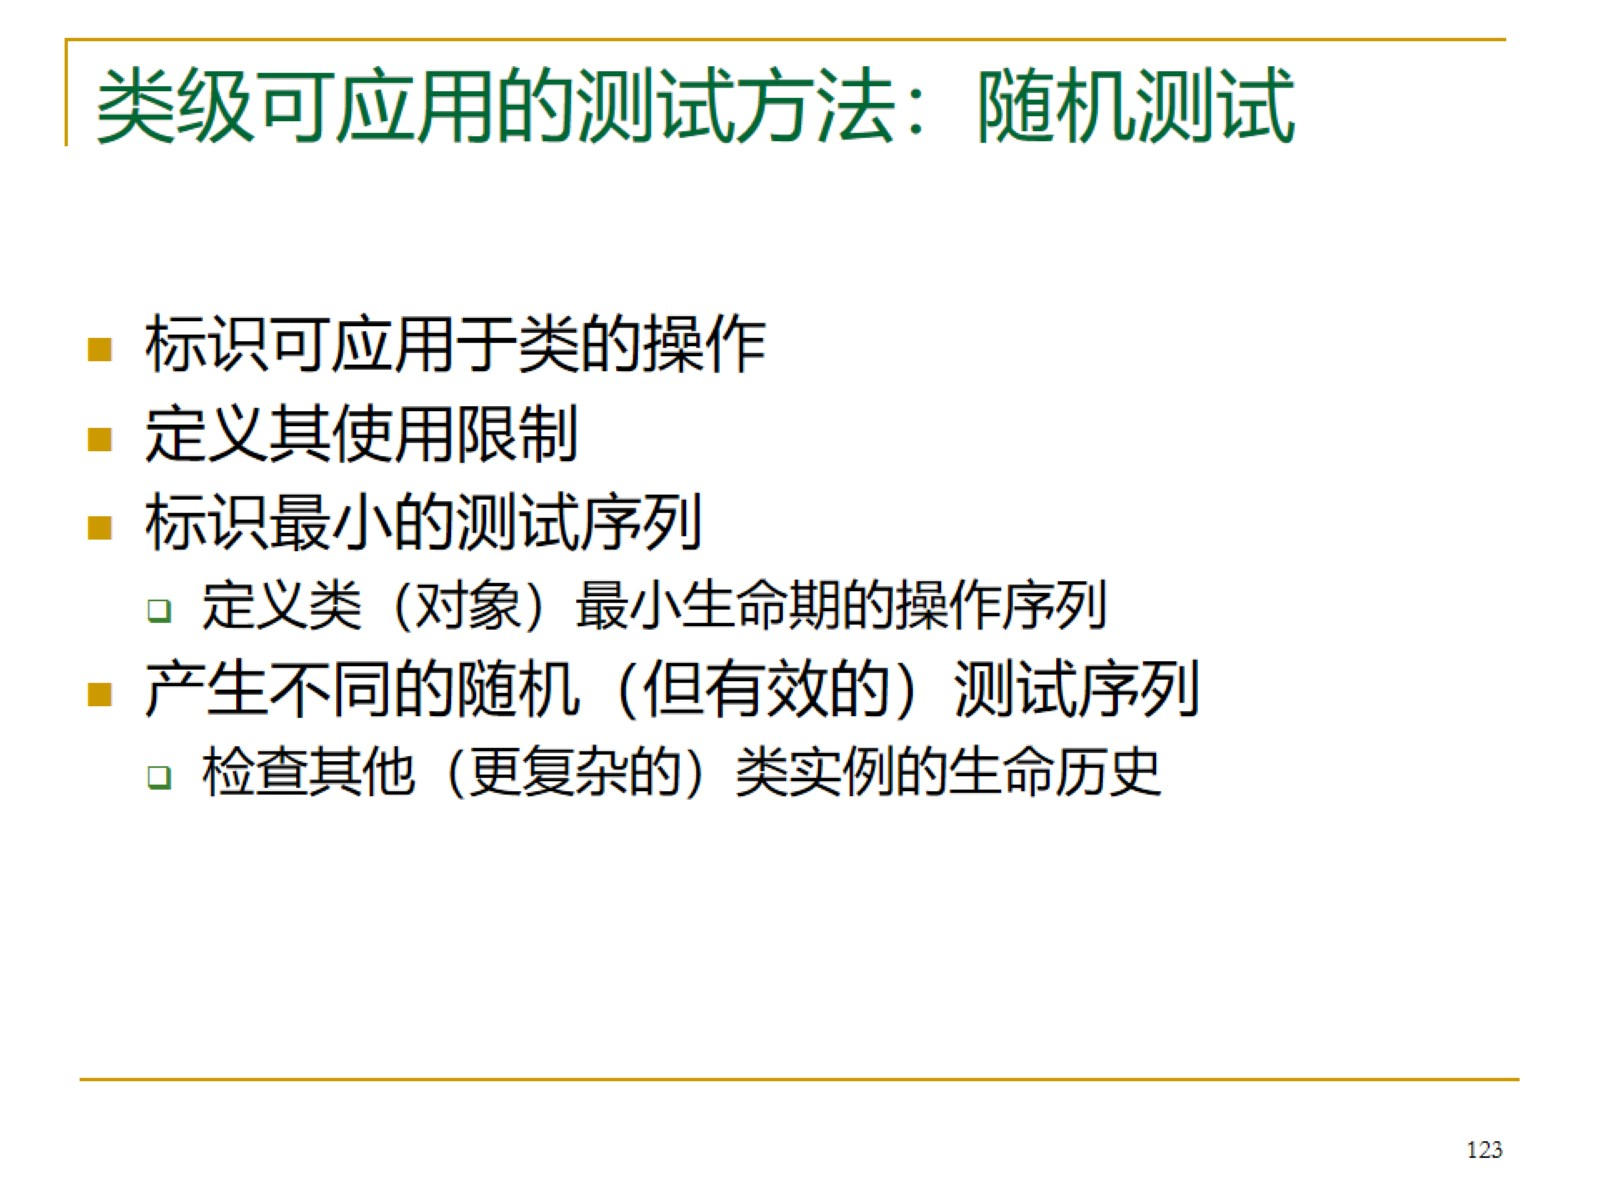 类级可应用的测试方法：随机测试
标识可应用于类的操作
定义其使用限制
标识最小的测试序列
定义类（对象）最小生命期的操作序列
产生不同的随机（但有效的）测试序列
检查其他（更复杂的）类实例的生命历史
123